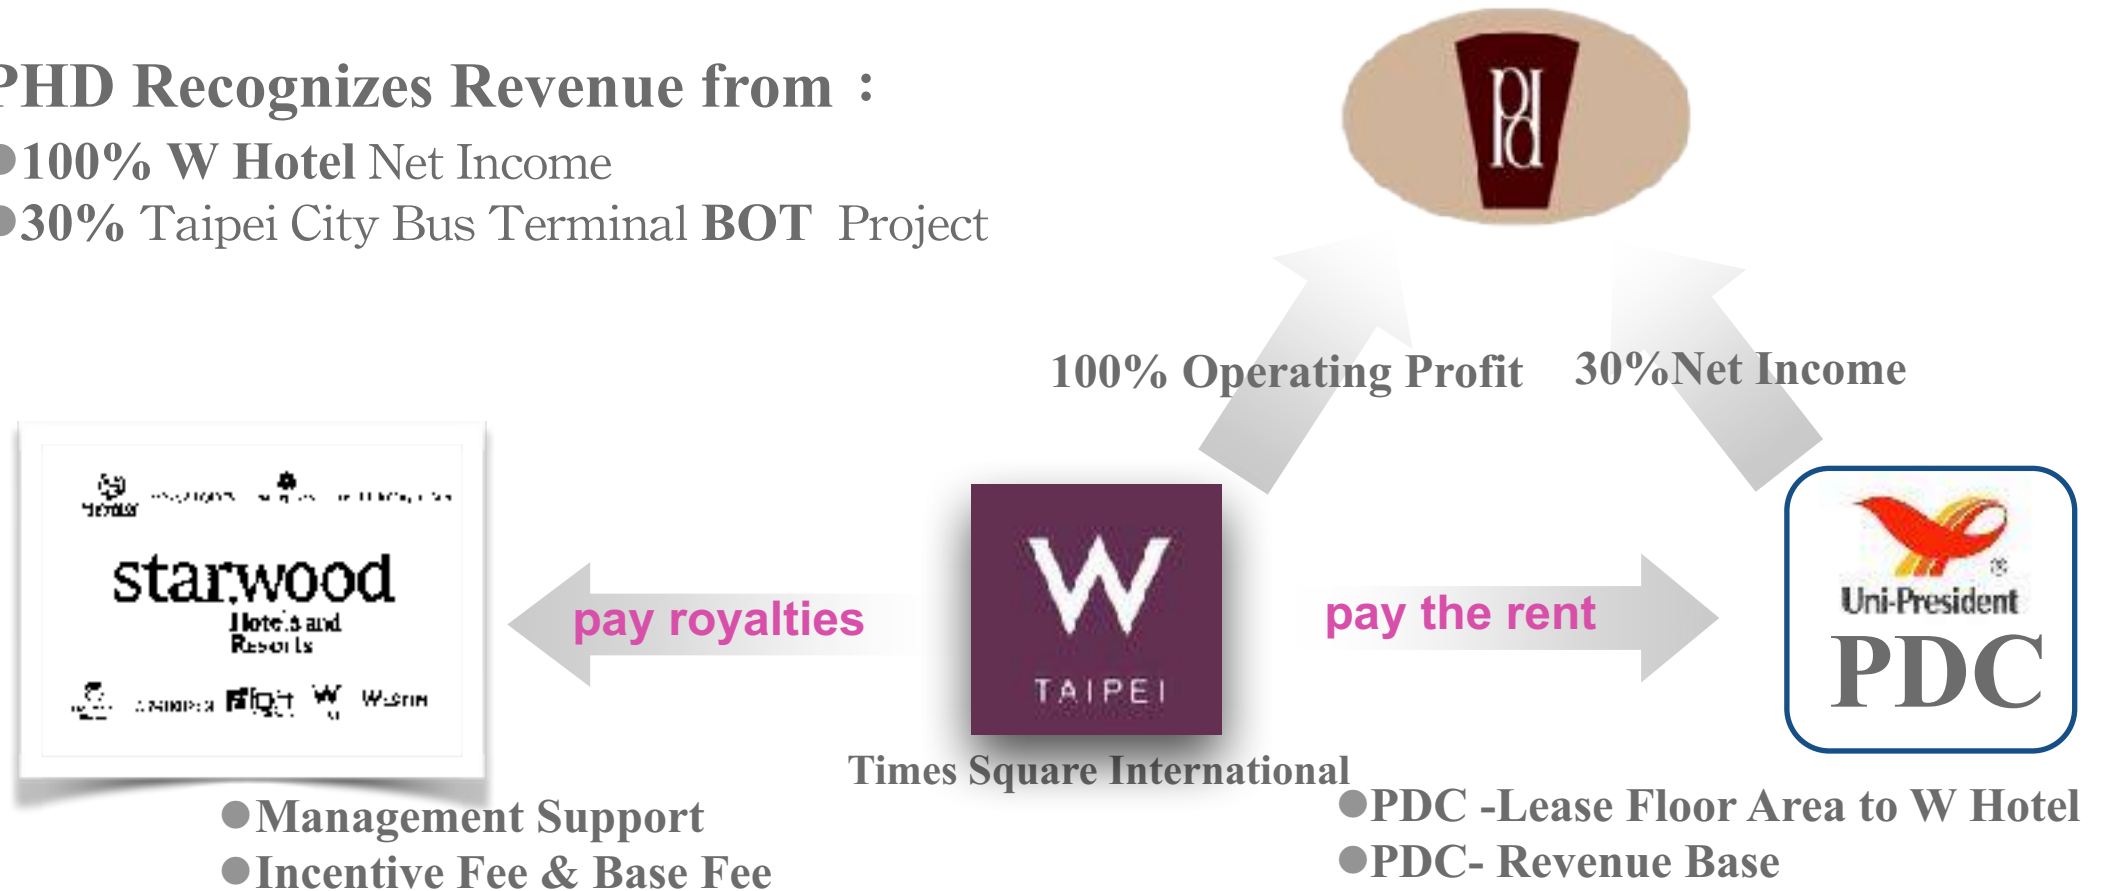 PHD Recognizes Revenue from：
●100% W Hotel Net Income
●30% Taipei City Bus Terminal BOT Project
100% Operating Profit
30%Net Income
starwood
Hotels and
Resorts
WESTIN
pay royalties
W
TAIPEI
pay the rent
®
Uni-President
PDC
Times Square International
●Management Support
●Incentive Fee & Base Fee
●PDC -Lease Floor Area to W Hotel
●PDC- Revenue Base